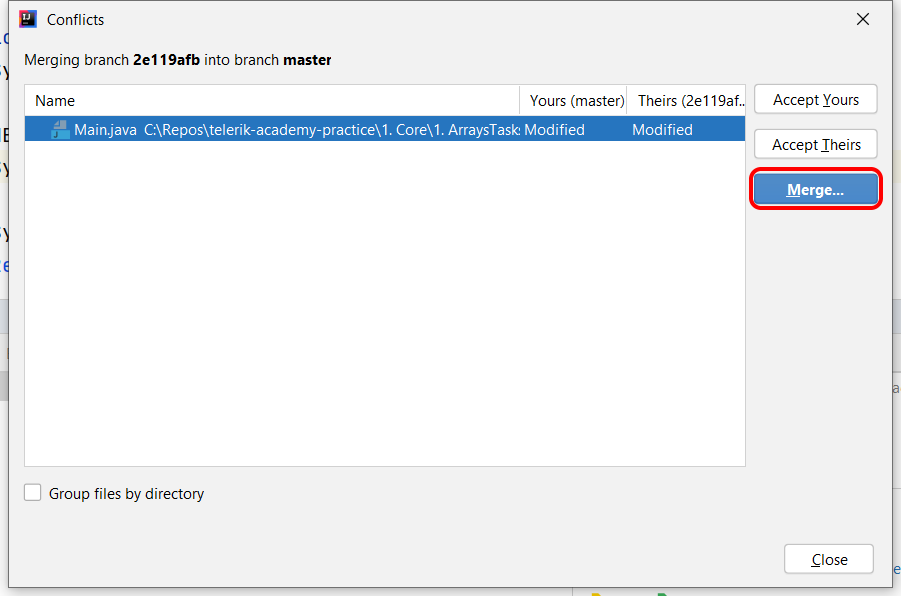 Conflicts
Merging branch 2e119afb into branch master
Name Yours (master) Theirs (2e119af...
Main.java C:\Repos\telerik-academy-practice\1. Core\1. ArraysTask: Modified Modified
Accept Yours
Accept Theirs
Merge...
Group files by directory
Close